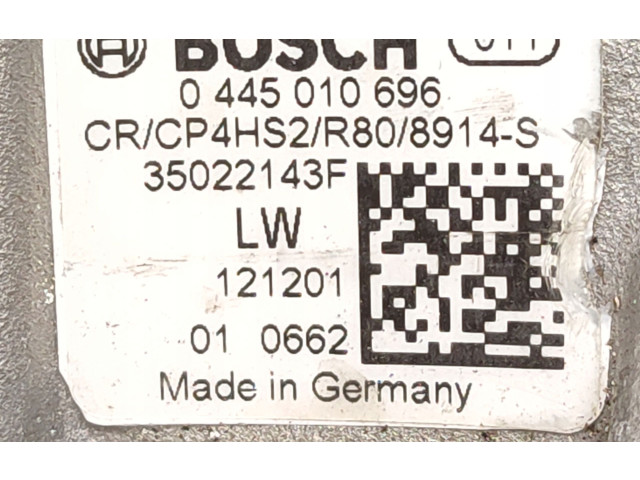 BOSCH
0 445 010 696
CR/CP4HS2/R80/8914-S
35022143F
LW
121201
01 0662
Made in Germany